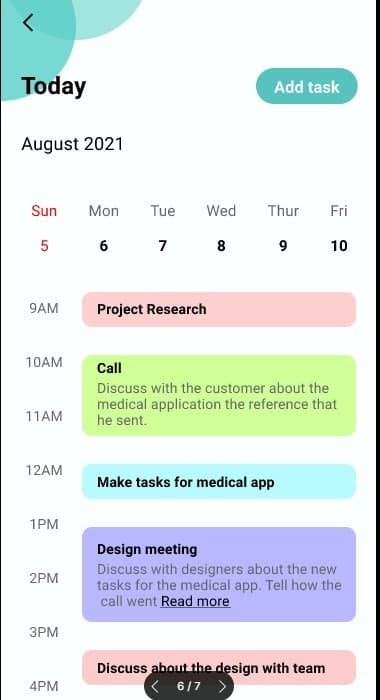 Today
Add task
August 2021
Sun Mon Tue Wed Thur Fri
5 6 7 8 9 10
9AM
Project Research
10AM
Call
Discuss with the customer about the
medical application the reference that
he sent.
11AM
12AM
Make tasks for medical app
1PM
Design meeting
Discuss with designers about the new
tasks for the medical app. Tell how the
call went Read more
2PM
3PM
Discuss about the design with team
4PM
6/7